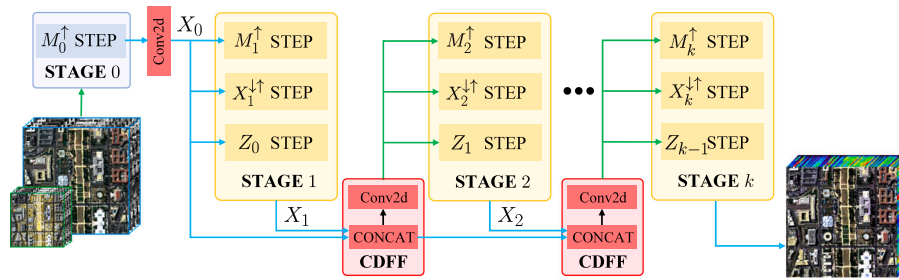 M_0^↑ STEP
STAGE 0
Conv2d
X_0
M_1^↑ STEP
X_1^{↓↑} STEP
Z_0 STEP
STAGE 1
X_1
Conv2d
CONCAT
CDFF
M_2^↑ STEP
X_2^{↓↑} STEP
Z_1 STEP
STAGE 2
X_2
•••
Conv2d
CONCAT
CDFF
M_k^↑ STEP
X_k^{↓↑} STEP
Z_{k−1} STEP
STAGE k